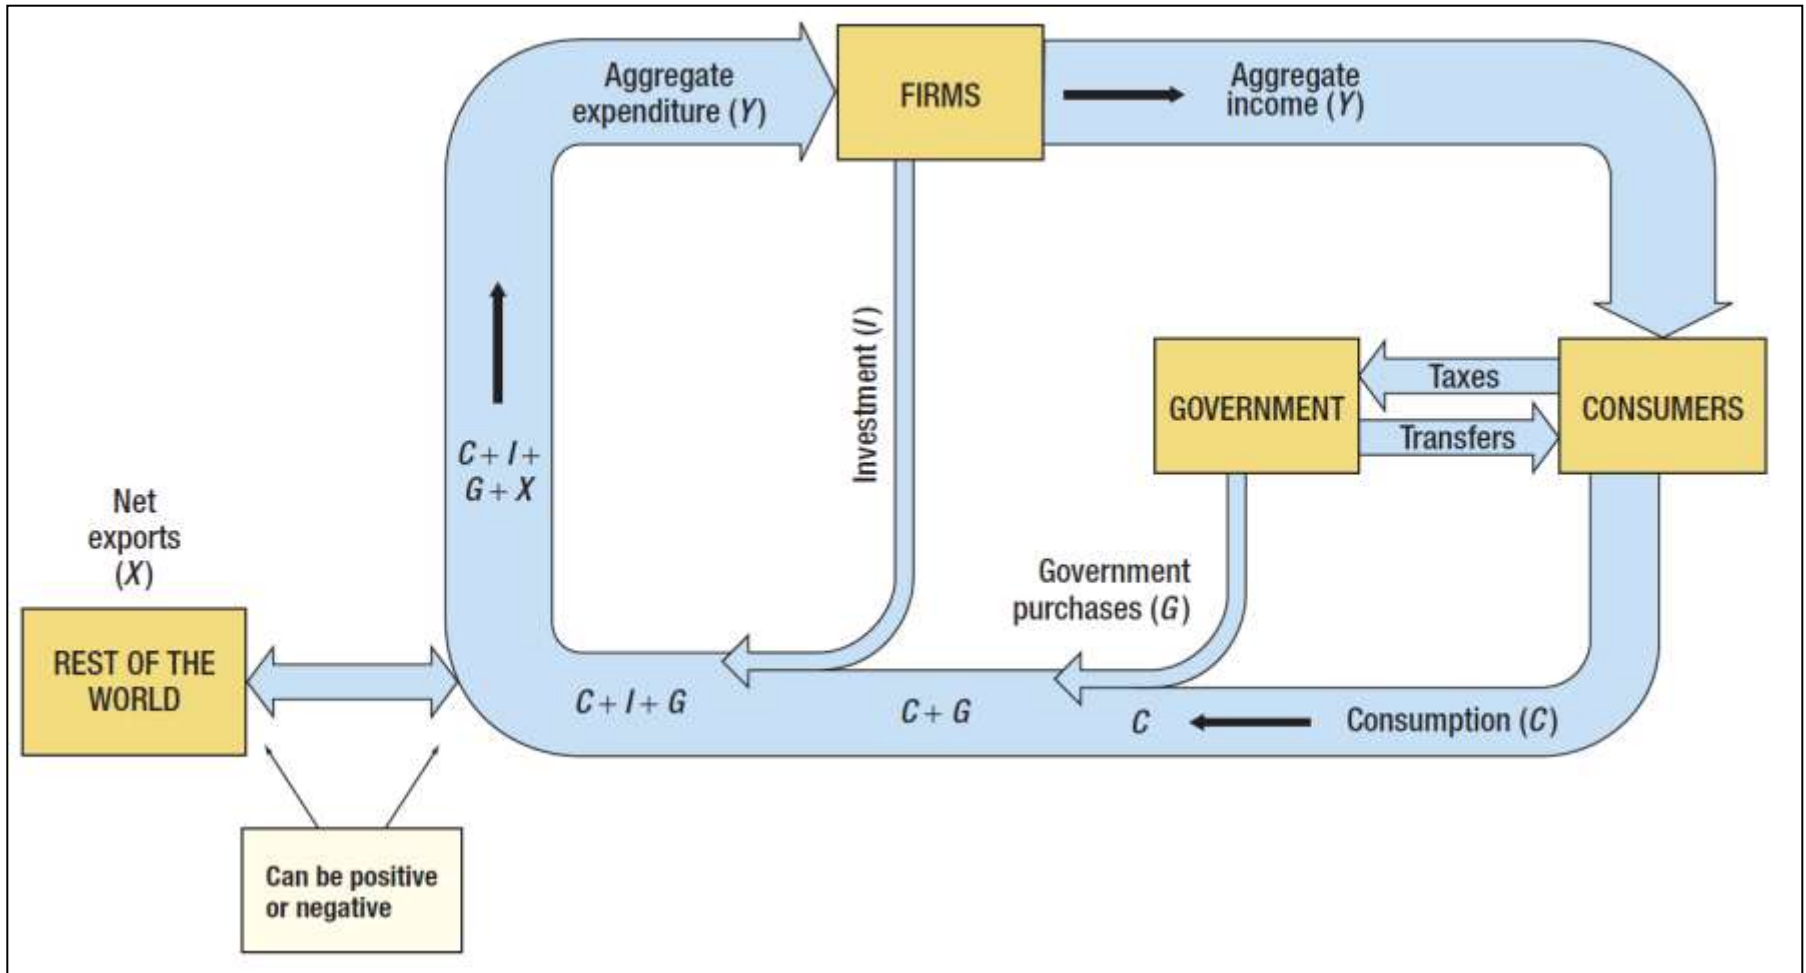 Aggregate
expenditure (Y)
FIRMS
Aggregate
income (Y)
Investment (I)
GOVERNMENT
Taxes
Transfers
CONSUMERS
C + I +
G + X
Net
exports
(X)
REST OF THE
WORLD
Government
purchases (G)
C + I + G
C + G
C
Consumption (C)
Can be positive
or negative